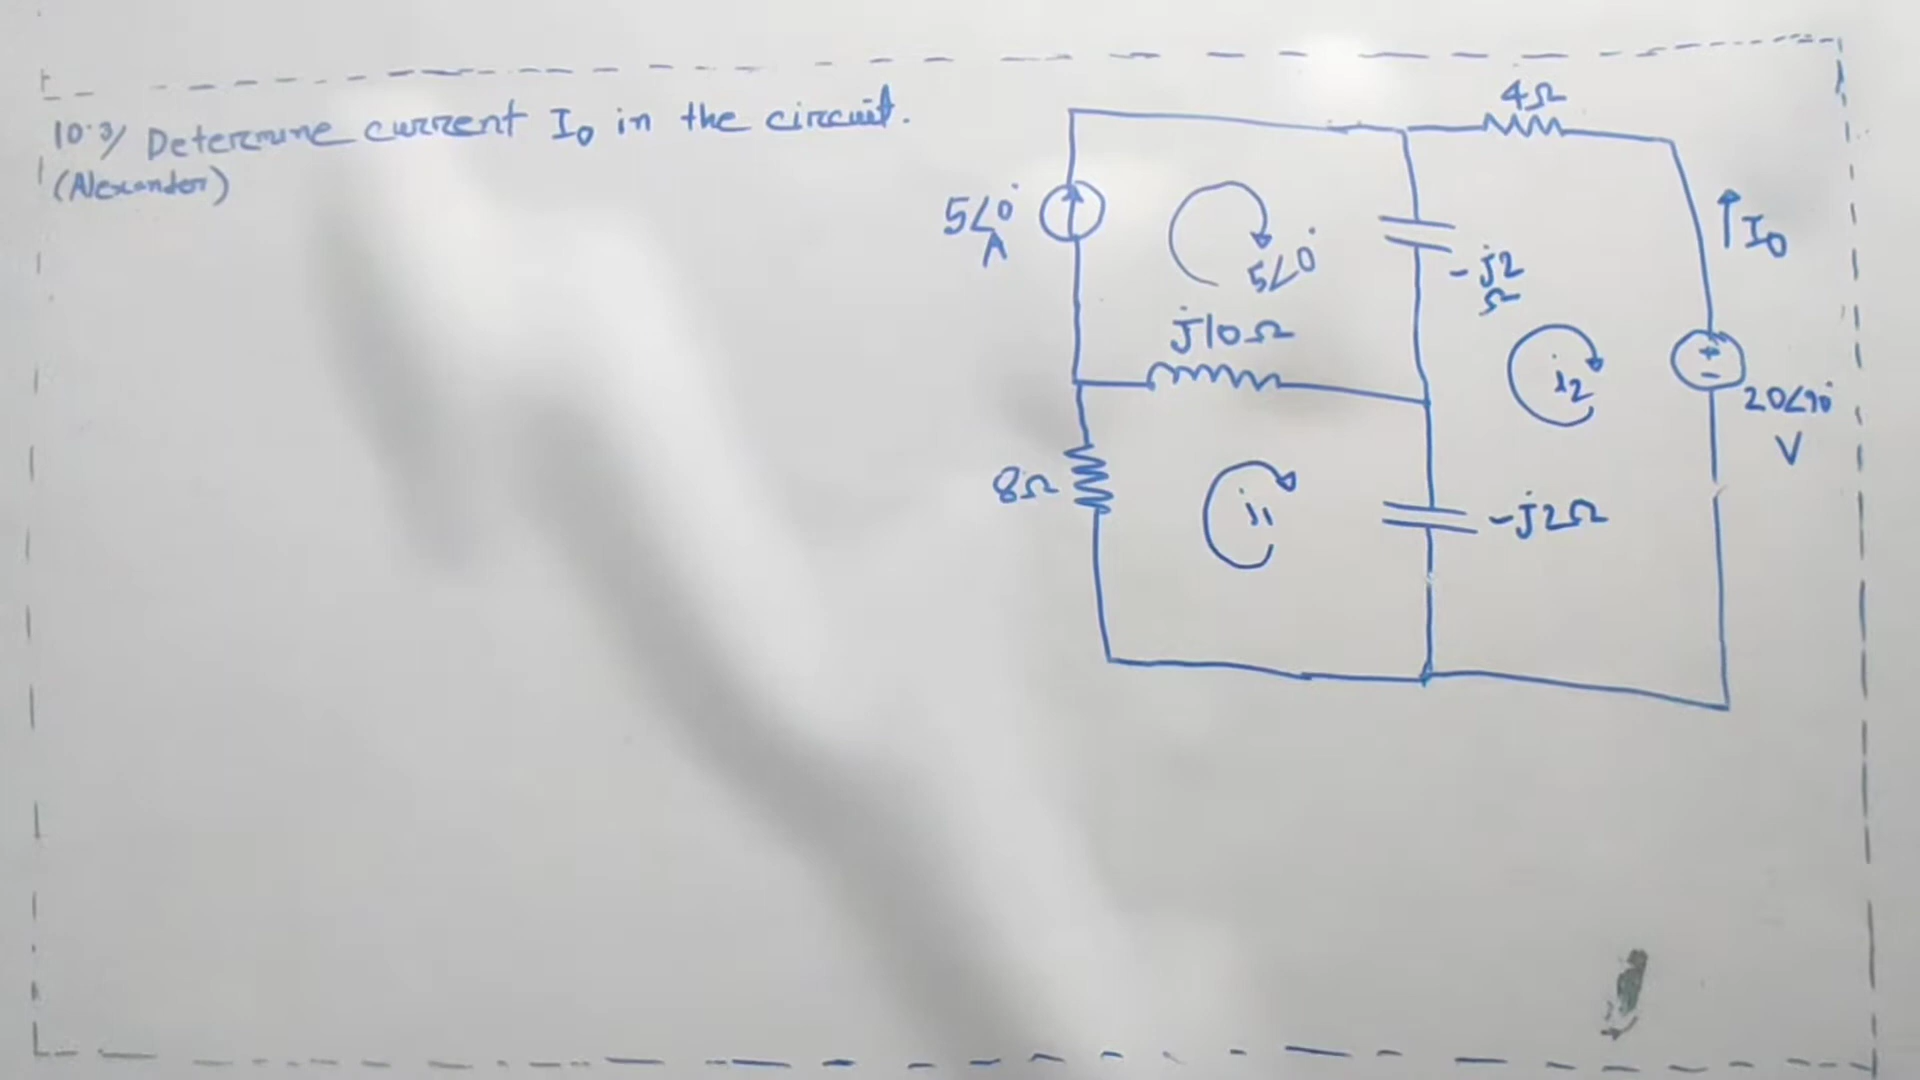 10.3/ Determine current I₀ in the circuit.
(Alexander)
4Ω
5∠0°
A
5∠0°
-j2
Ω
I₀
j10Ω
i₂
+
-
20∠90°
V
8Ω
i₁
-j2Ω